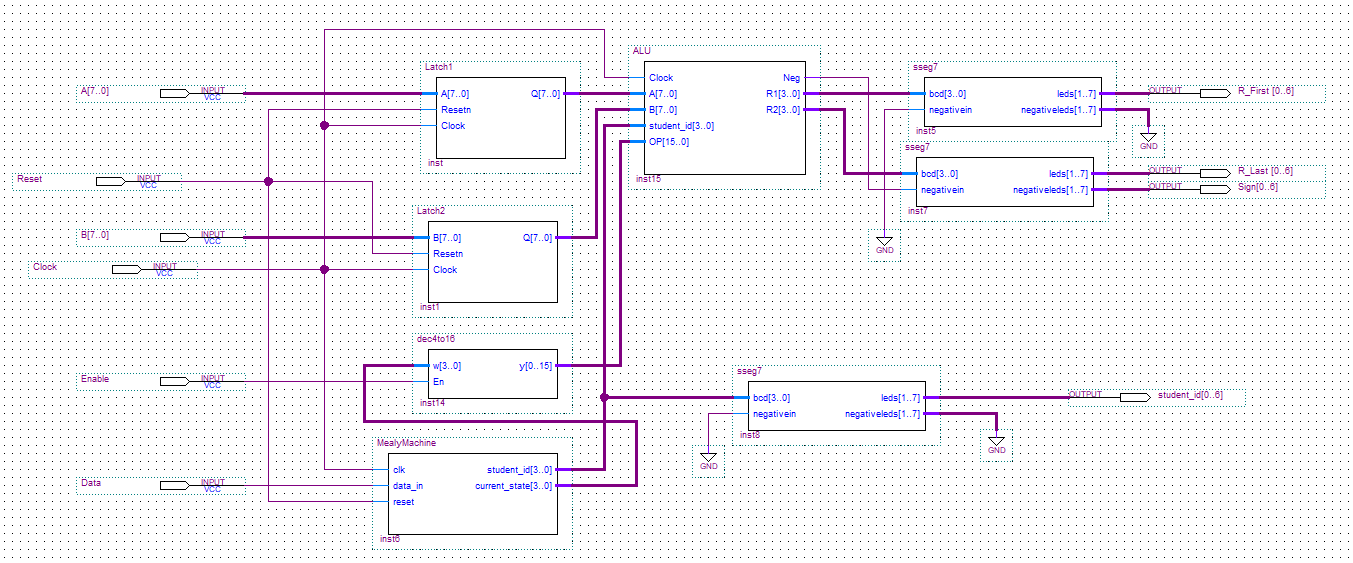 ALU
Latch1
sseg7
A[7..0]
INPUT
VCC
A[7..0]
Q[7..0]
Resetn
Clock
inst
Clock
Neg
A[7..0]
R1[3..0]
B[7..0]
R2[3..0]
student_id[3..0]
OP[15..0]
inst15
bcd[3..0]
leds[1..7]
negativein
negativeleds[1..7]
inst5
OUTPUT
R_First [0..6]
GND
sseg7
bcd[3..0]
leds[1..7]
negativein
negativeleds[1..7]
inst7
OUTPUT
R_Last [0..6]
OUTPUT
Sign[0..6]
GND
Reset
INPUT
VCC
Latch2
B[7..0]
INPUT
VCC
B[7..0]
Q[7..0]
Resetn
Clock
inst1
Clock
INPUT
VCC
dec4to16
w[3..0]
y[0..15]
En
inst14
Enable
INPUT
VCC
sseg7
bcd[3..0]
leds[1..7]
negativein
negativeleds[1..7]
inst8
OUTPUT
student_id[0..6]
GND
GND
MealyMachine
clk
student_id[3..0]
data_in
current_state[3..0]
reset
inst6
Data
INPUT
VCC